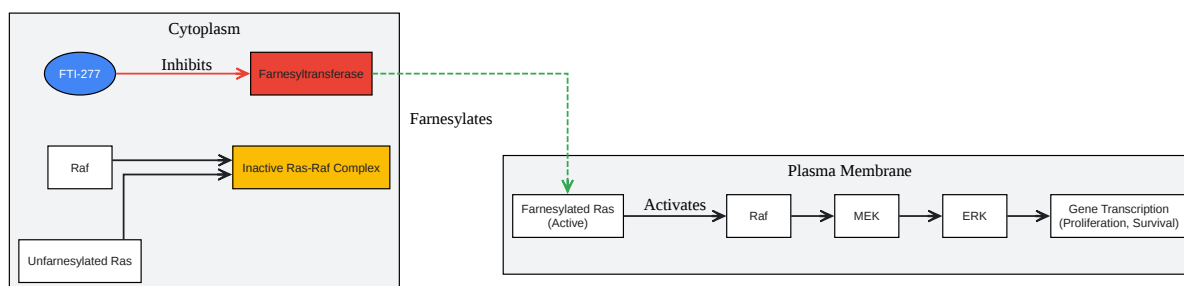 Cytoplasm
FTI-277
Inhibits
Farnesyltransferase
Farnesylates
Raf
Inactive Ras-Raf Complex
Unfarnesylated Ras
Plasma Membrane
Farnesylated Ras
(Active)
Activates
Raf
MEK
ERK
Gene Transcription
(Proliferation, Survival)